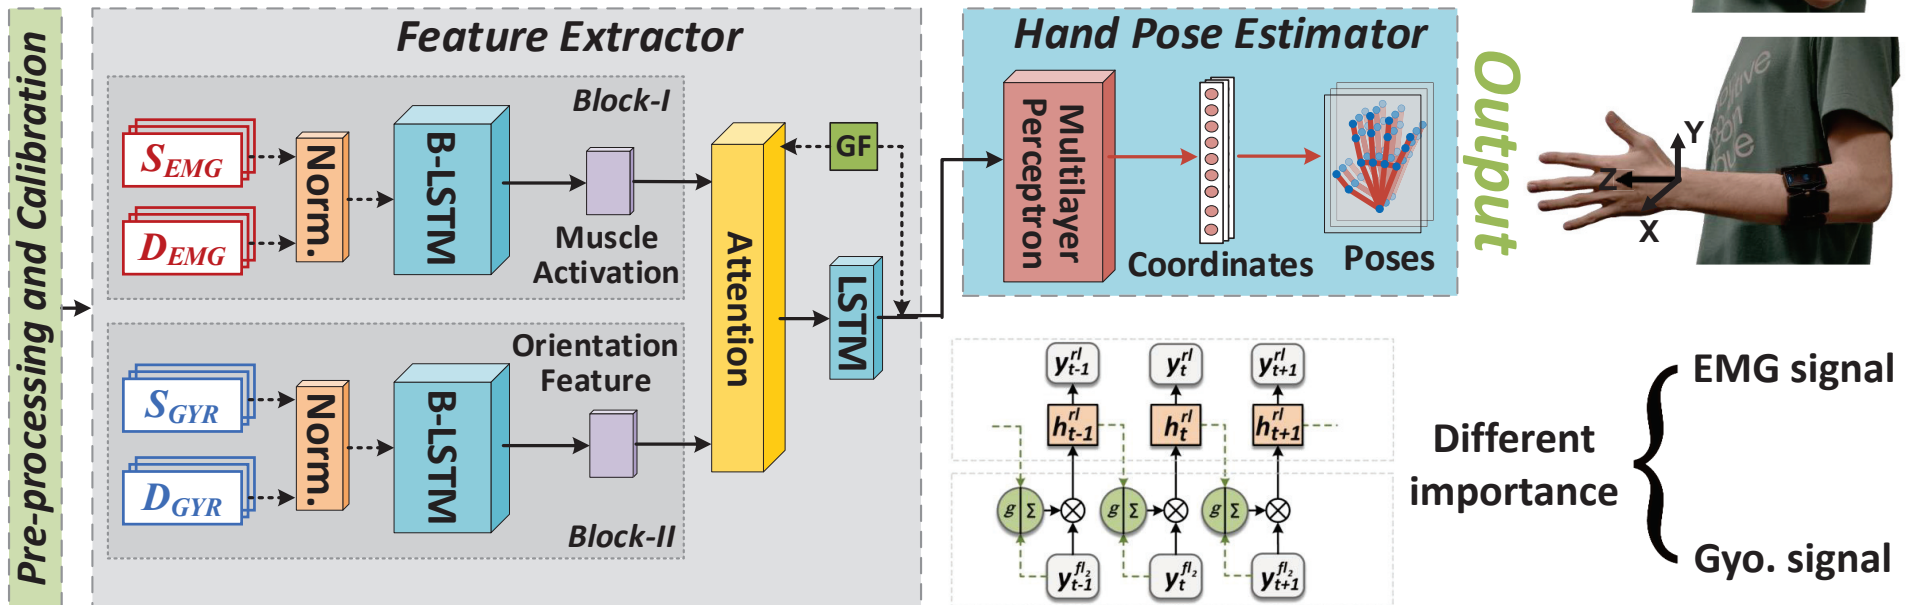 Pre-processing and Calibration
Feature Extractor
Block-I
S_EMG
D_EMG
Norm.
B-LSTM
Muscle
Activation
S_GYR
D_GYR
Norm.
B-LSTM
Orientation
Feature
Block-II
Attention
GF
LSTM
Hand Pose Estimator
Multilayer
Perceptron
Coordinates
Poses
Output
Y
Z
X
y_{t-1}^{rl} y_t^{rl} y_{t+1}^{rl}
h_{t-1}^{rl} h_t^{rl} h_{t+1}^{rl}
g Σ g Σ g Σ
y_{t-1}^{fl_2} y_t^{fl_2} y_{t+1}^{fl_2}
Different
importance
EMG signal
Gyo. signal